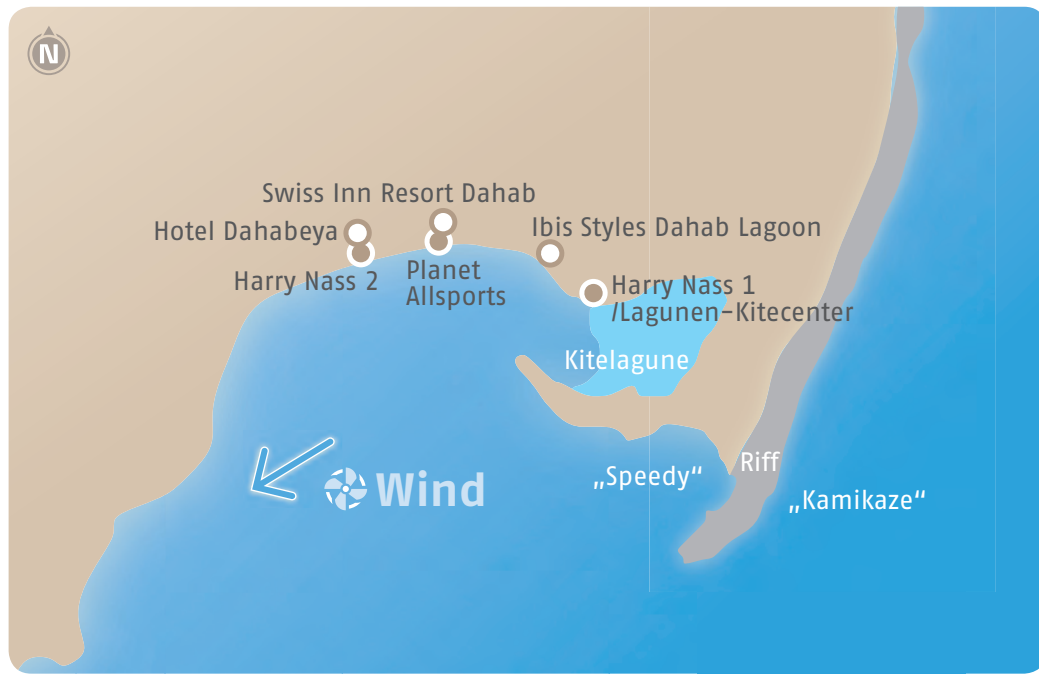 N
Swiss Inn Resort Dahab
Hotel Dahabeya
Ibis Styles Dahab Lagoon
Harry Nass 2
Planet
Allsports
Harry Nass 1
/Lagunen-Kitecenter
Kitelagune
„Speedy“
Riff
Wind
„Kamikaze“